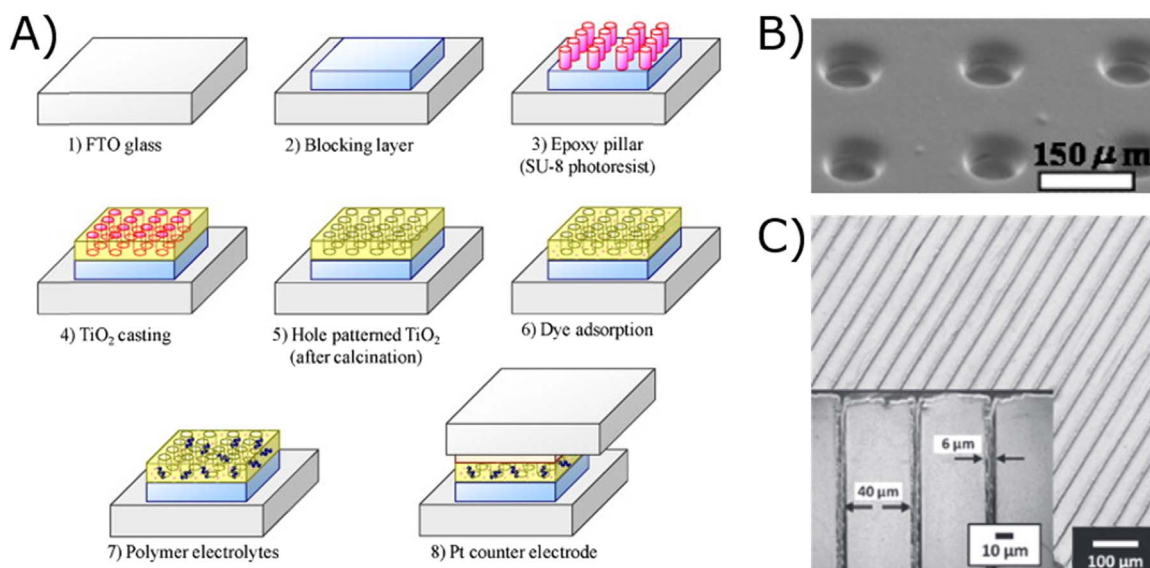 A)
1) FTO glass
2) Blocking layer
3) Epoxy pillar
(SU-8 photoresist)
4) TiO₂ casting
5) Hole patterned TiO₂
(after calcination)
6) Dye adsorption
7) Polymer electrolytes
8) Pt counter electrode
B)
150 μm
C)
6 μm
40 μm
10 μm
100 μm